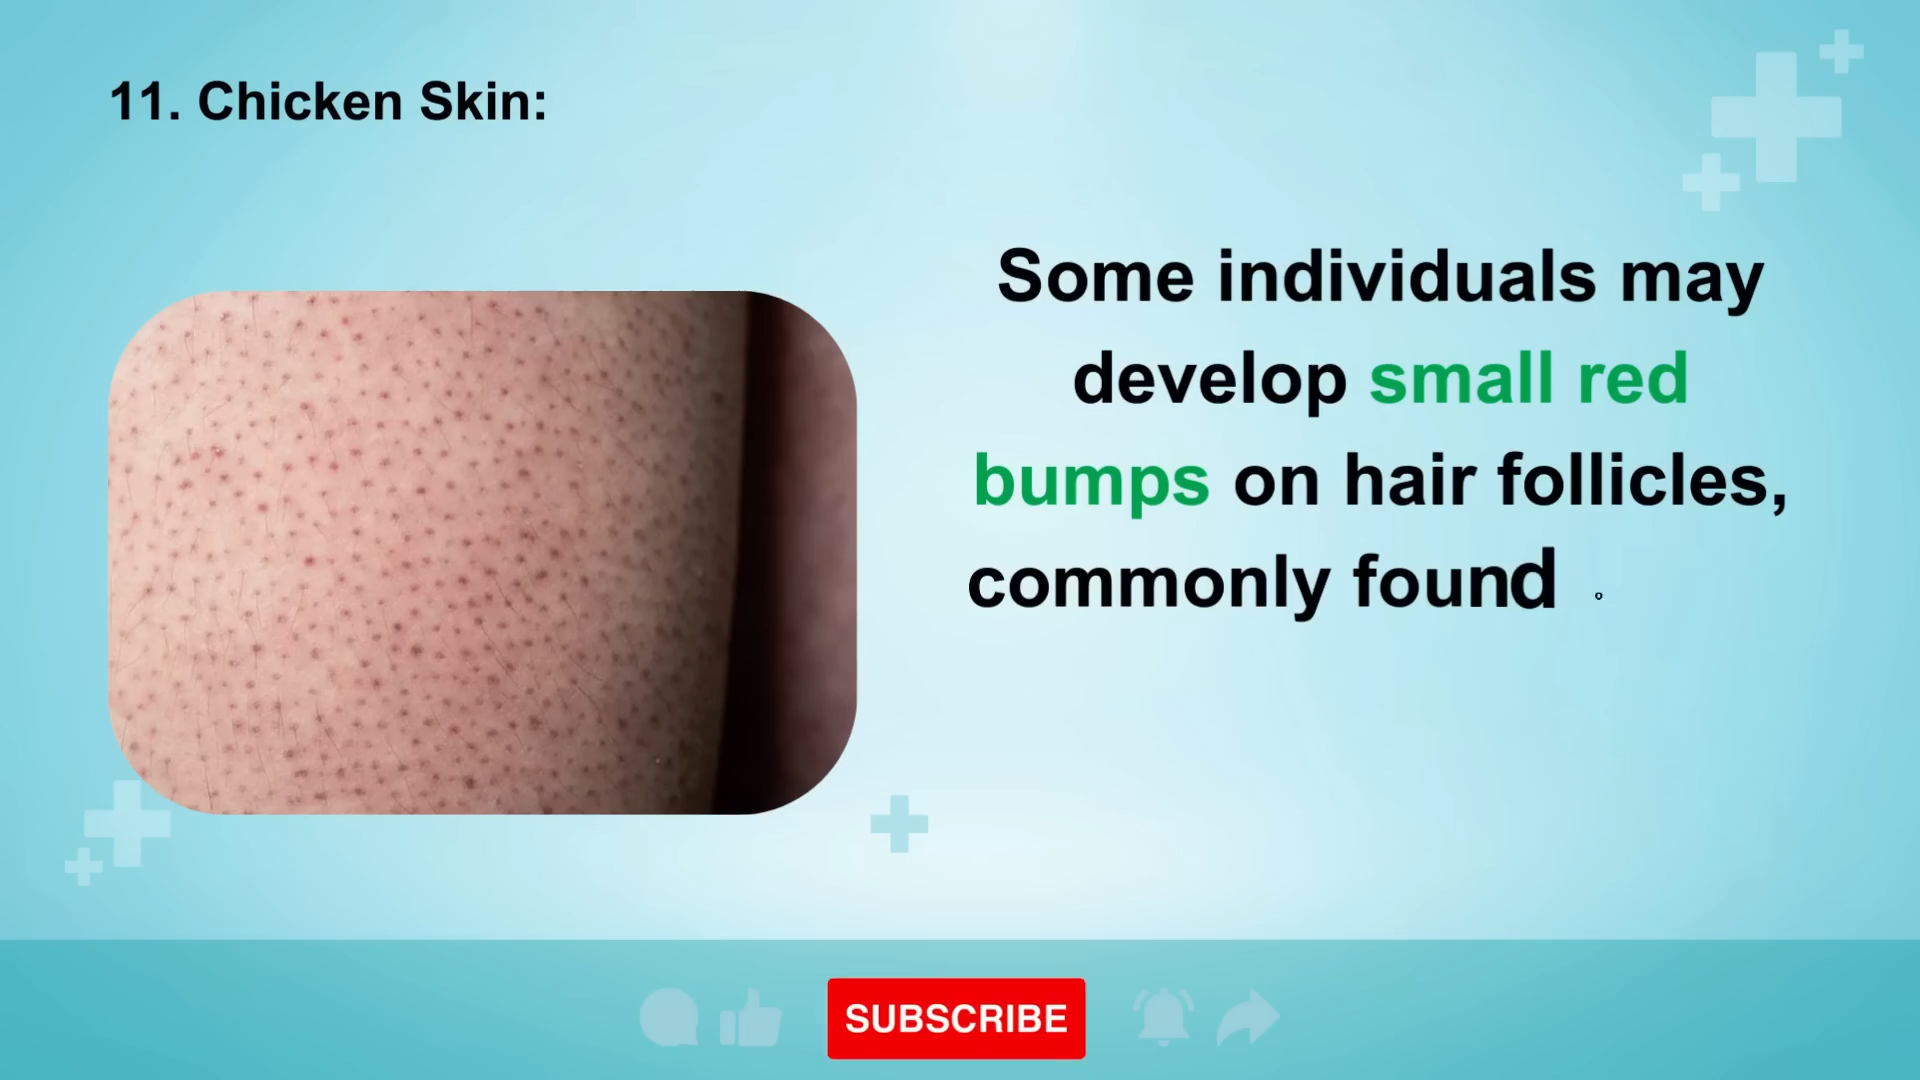 11. Chicken Skin:
Some individuals may
develop small red
bumps on hair follicles,
commonly found
SUBSCRIBE